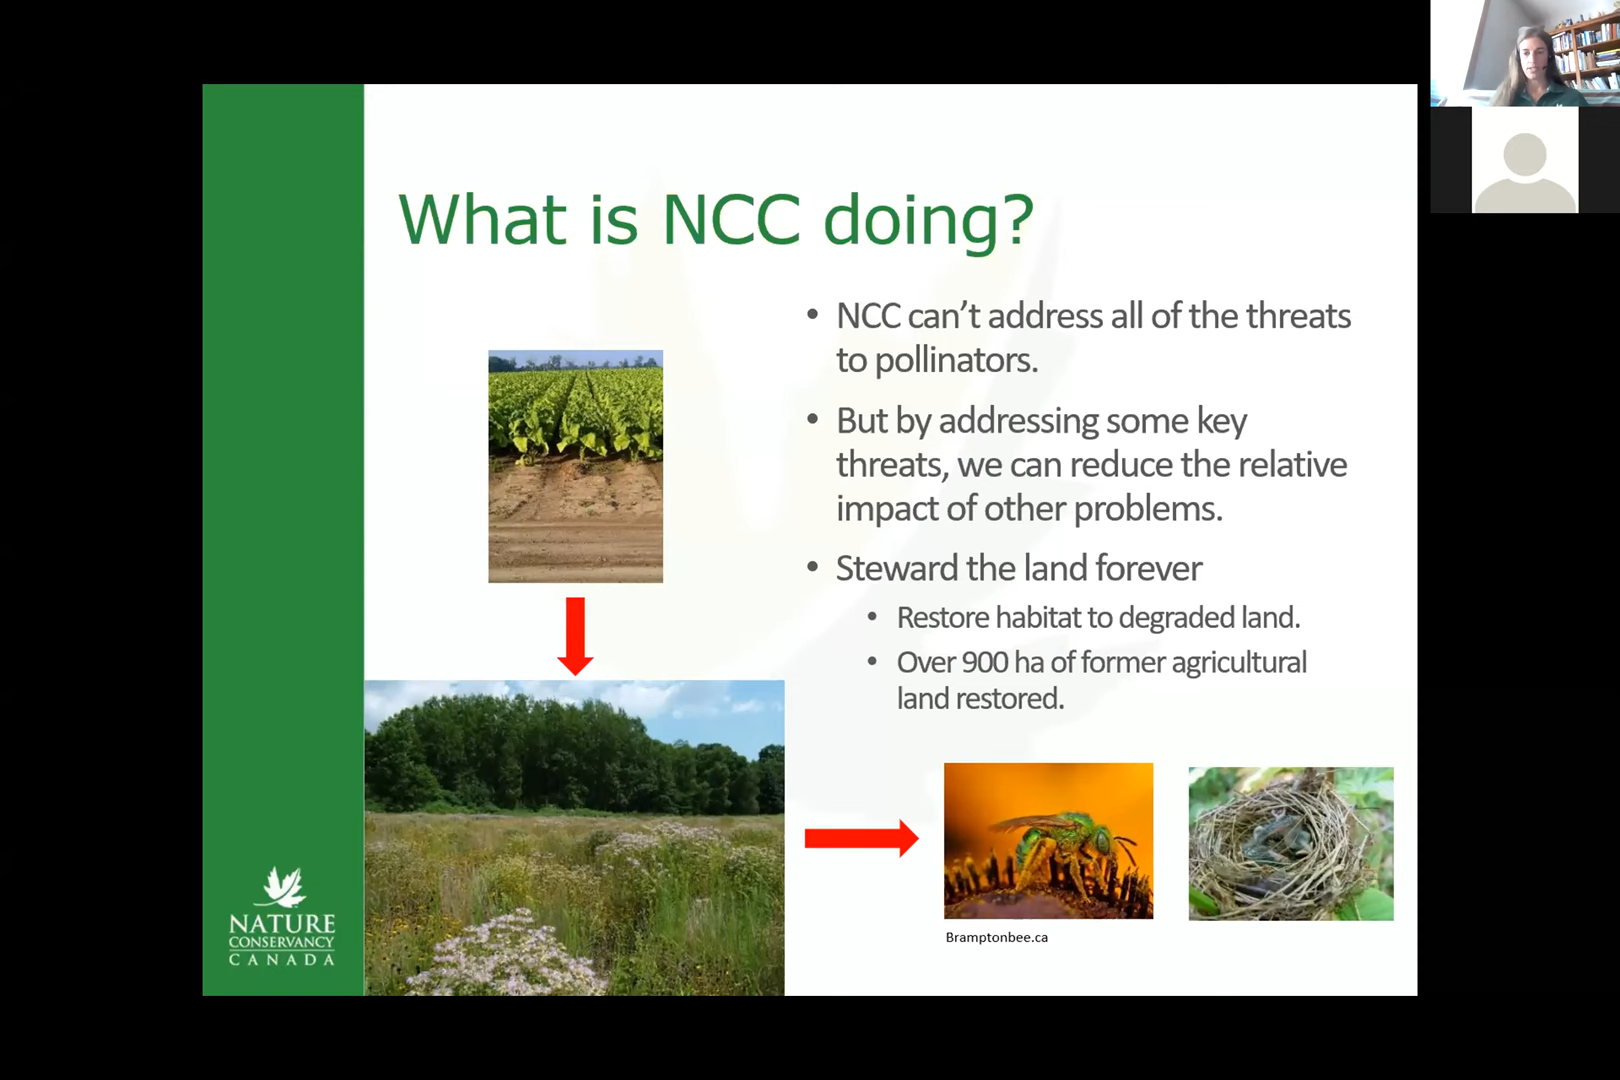 What is NCC doing?
• NCC can’t address all of the threats
to pollinators.
• But by addressing some key
threats, we can reduce the relative
impact of other problems.
• Steward the land forever
• Restore habitat to degraded land.
• Over 900 ha of former agricultural
land restored.
Bramptonbee.ca
NATURE
CONSERVANCY
CANADA